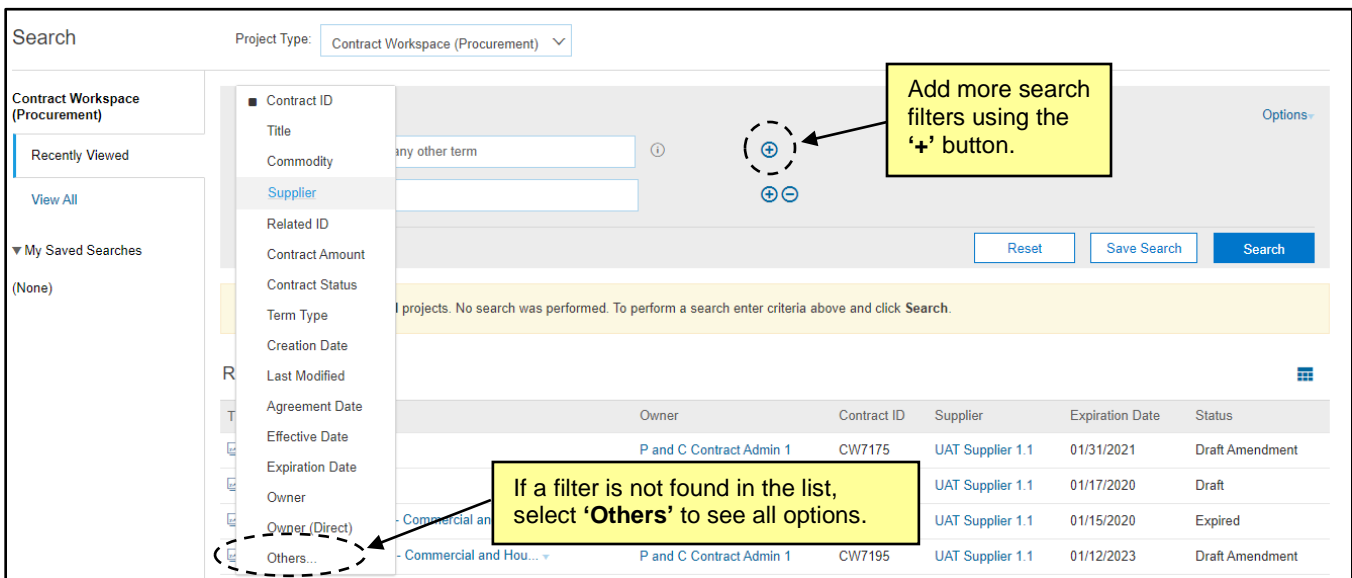 Search
Project Type: Contract Workspace (Procurement)
Contract Workspace
(Procurement)
Recently Viewed
View All
My Saved Searches
(None)
Contract ID
Title
Commodity
Supplier
Related ID
Contract Amount
Contract Status
Term Type
Creation Date
Last Modified
Agreement Date
Effective Date
Expiration Date
Owner
Owner (Direct)
Others...
any other term
Options
Add more search
filters using the
‘+’ button.
Reset Save Search Search
projects. No search was performed. To perform a search enter criteria above and click Search.
R
T Owner Contract ID Supplier Expiration Date Status
P and C Contract Admin 1 CW7175 UAT Supplier 1.1 01/31/2021 Draft Amendment
UAT Supplier 1.1 01/17/2020 Draft
- Commercial an UAT Supplier 1.1 01/15/2020 Expired
- Commercial and Hou... P and C Contract Admin 1 CW7195 UAT Supplier 1.1 01/12/2023 Draft Amendment
If a filter is not found in the list,
select ‘Others’ to see all options.